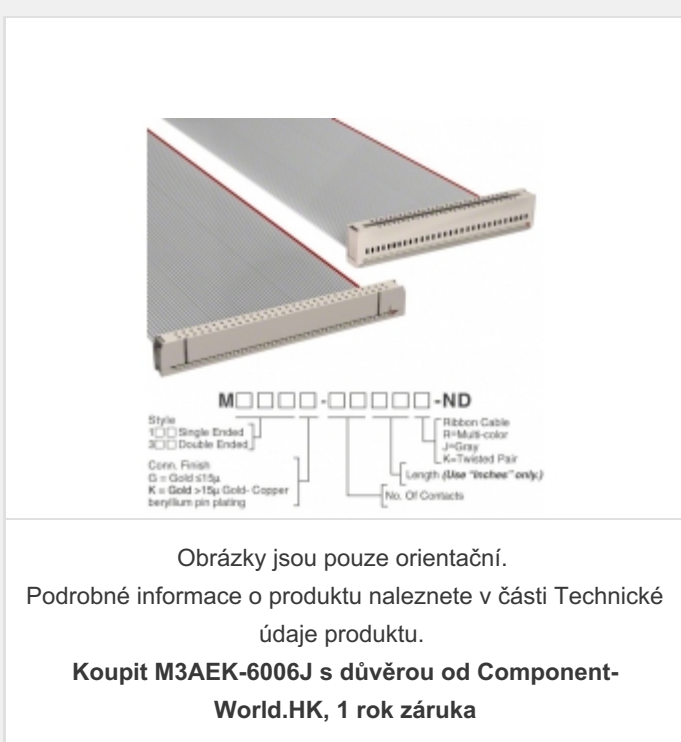 M□□□□-□□□□□-ND
Style
1□□ Single Ended
3□□ Double Ended
Conn. Finish
G = Gold ≤15µ
K = Gold >15µ Gold- Copper
beryllium pin plating
Ribbon Cable
R=Multi-color
J=Gray
K=Twisted Pair
Length (Use "inches" only.)
No. Of Contacts
Obrázky jsou pouze orientační.
Podrobné informace o produktu naleznete v části Technické
údaje produktu.
Koupit M3AEK-6006J s důvěrou od Component-
World.HK, 1 rok záruka